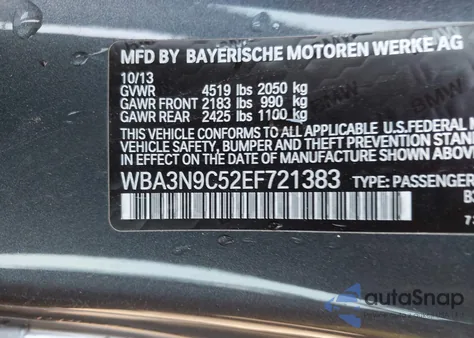 MFD BY BAYERISCHE MOTOREN WERKE AG
10/13
GVWR 4519 lbs 2050 kg
GAWR FRONT 2183 lbs 990 kg
GAWR REAR 2425 lbs 1100 kg
THIS VEHICLE CONFORMS TO ALL APPLICABLE U.S.FEDERAL M
VEHICLE SAFETY, BUMPER AND THEFT PREVENTION STAND
EFFECT ON THE DATE OF MANUFACTURE SHOWN ABOVE.
WBA3N9C52EF721383 TYPE: PASSENGER
autoSnap